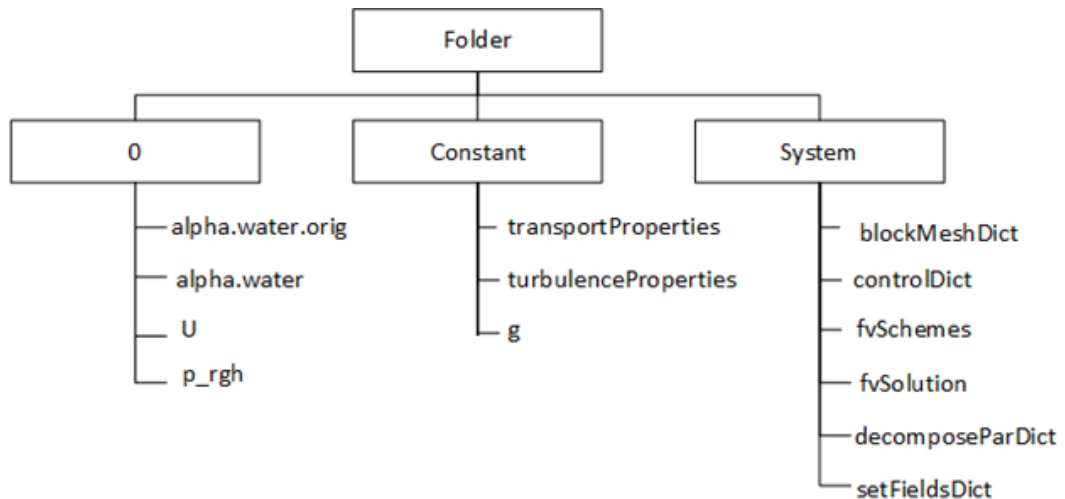 Folder
0
Constant
System
alpha.water.orig
alpha.water
U
p_rgh
transportProperties
turbulenceProperties
g
blockMeshDict
controlDict
fvSchemes
fvSolution
decomposeParDict
setFieldsDict